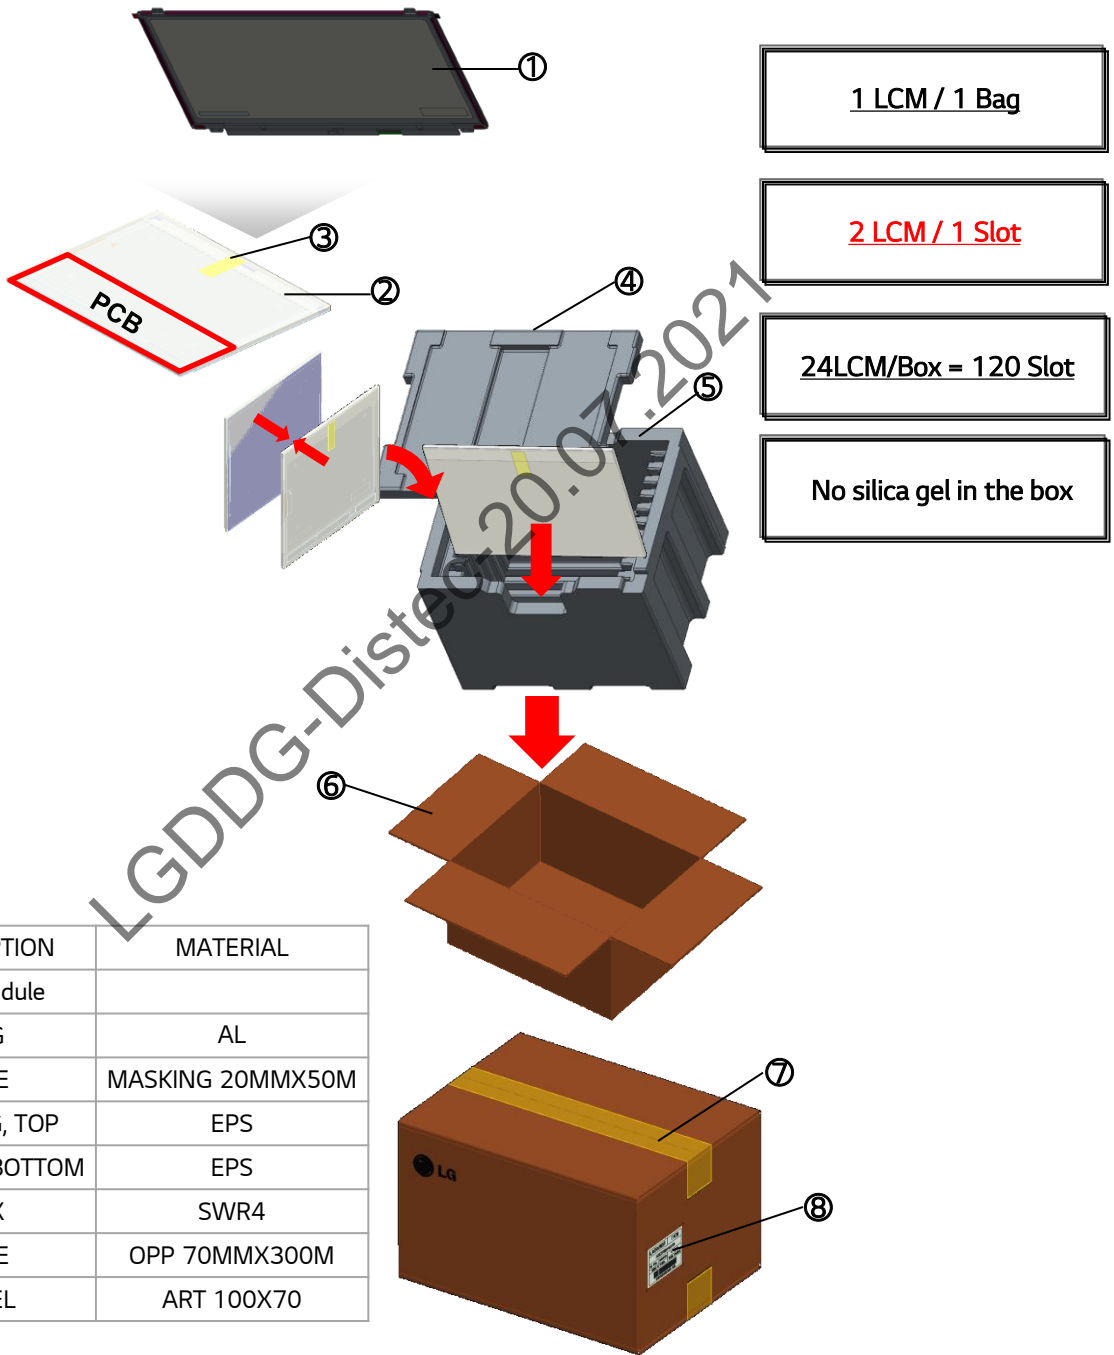 ①
1 LCM / 1 Bag
2 LCM / 1 Slot
24LCM/Box = 120 Slot
No silica gel in the box
③
②
PCB
④
⑤
LGDDG-Distec-20.07.2021
⑥
PTION MATERIAL
dule
G AL
E MASKING 20MMX50M
G, TOP EPS
BOTTOM EPS
X SWR4
E OPP 70MMX300M
EL ART 100X70
⑦
LG
⑧